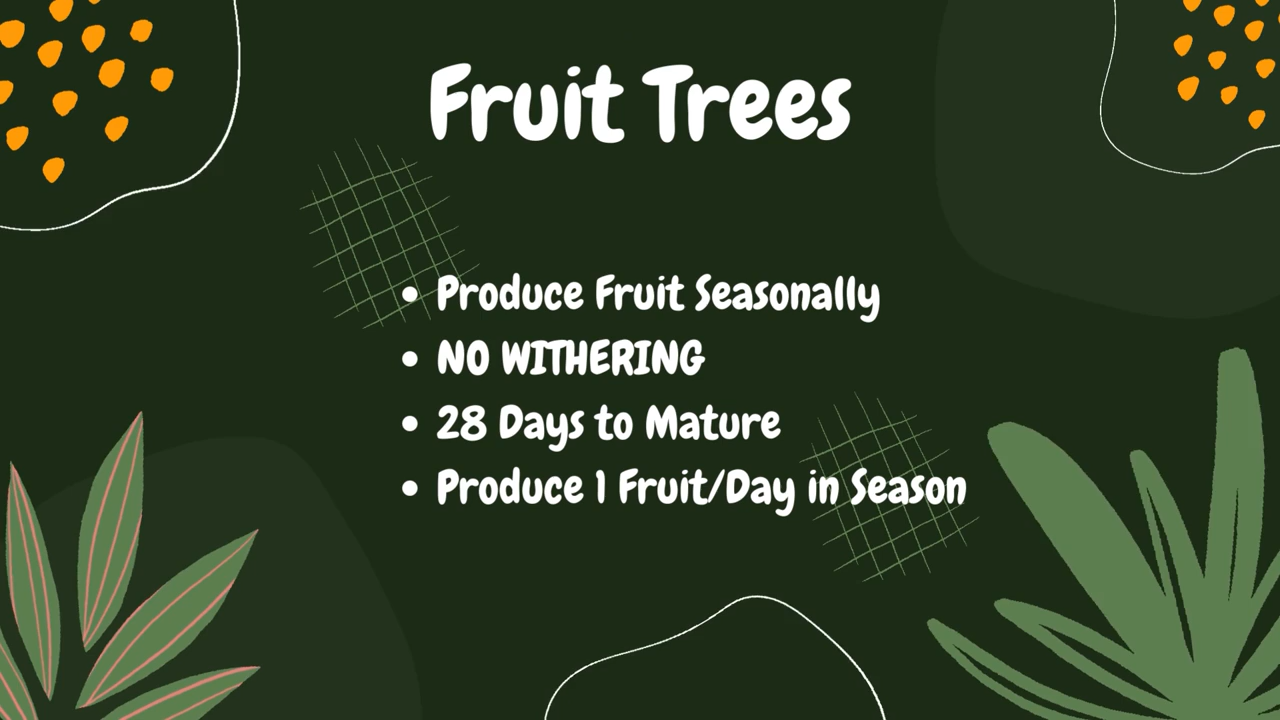 Fruit Trees
• Produce Fruit Seasonally
• NO WITHERING
• 28 Days to Mature
• Produce 1 Fruit/Day in Season